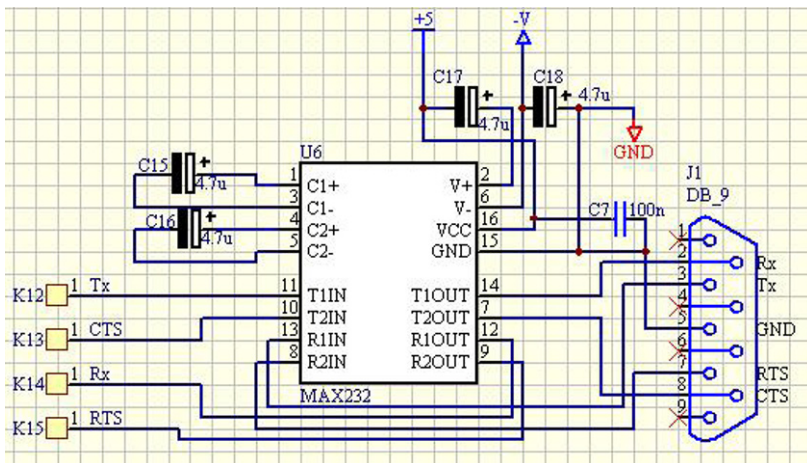 +5 -V
C17 + 4.7u
C18 + 4.7u
GND
C15 + 4.7u
C16 + 4.7u
U6
1 C1+ V+ 2
3 C1- V- 6
4 C2+ VCC 16
5 C2- GND 15
11 T1IN T1OUT 14
10 T2IN T2OUT 7
13 R1IN R1OUT 12
8 R2IN R2OUT 9
MAX232
C7 100n
J1
DB_9
1
2 Rx
3 Tx
4
5 GND
6
7 RTS
8 CTS
9
K12 1 Tx
K13 1 CTS
K14 1 Rx
K15 1 RTS